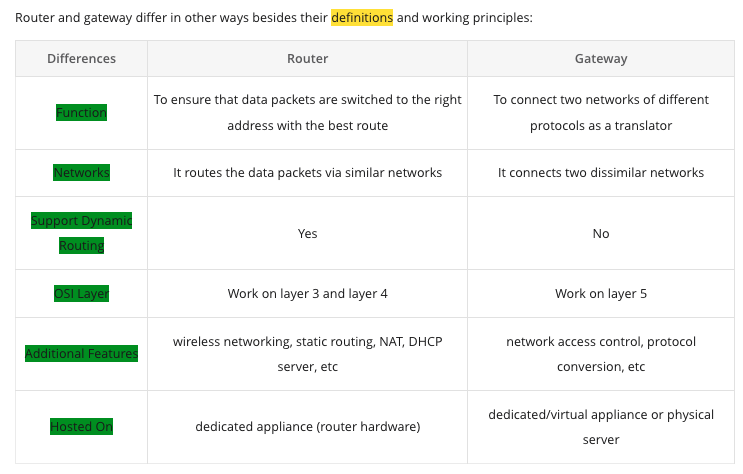 Router and gateway differ in other ways besides their definitions and working principles:
Differences Router Gateway
Function
To ensure that data packets are switched to the right
address with the best route
To connect two networks of different
protocols as a translator
Networks It routes the data packets via similar networks It connects two dissimilar networks
Support Dynamic
Routing
Yes No
OSI Layer Work on layer 3 and layer 4 Work on layer 5
Additional Features
wireless networking, static routing, NAT, DHCP
server, etc
network access control, protocol
conversion, etc
Hosted On dedicated appliance (router hardware)
dedicated/virtual appliance or physical
server